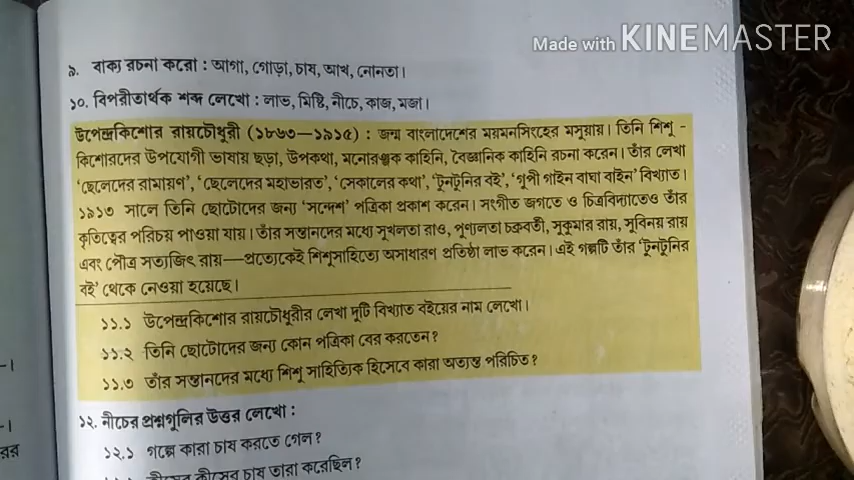 Made with KINEMASTER
৯. বাক্য রচনা করো : আগা, গোড়া, চাষ, আখ, নোনতা।
১০. বিপরীতার্থক শব্দ লেখো : লাভ, মিষ্টি, নীচে, কাজ, মজা।
উপেন্দ্রকিশোর রায়চৌধুরী (১৮৬৩—১৯১৫) : জন্ম বাংলাদেশের ময়মনসিংহের মসুয়ায়। তিনি শিশু -
কিশোরদের উপযোগী ভাষায় ছড়া, উপকথা, মনোরঞ্জক কাহিনি, বৈজ্ঞানিক কাহিনি রচনা করেন। তাঁর লেখা
‘ছেলেদের রামায়ণ’, ‘ছেলেদের মহাভারত’, ‘সেকালের কথা’, ‘টুনটুনির বই’, ‘গুপী গাইন বাঘা বাইন’ বিখ্যাত।
১৯১৩ সালে তিনি ছোটোদের জন্য ‘সন্দেশ’ পত্রিকা প্রকাশ করেন। সংগীত জগতে ও চিত্রবিদ্যাতেও তাঁর
কৃতিত্বের পরিচয় পাওয়া যায়। তাঁর সন্তানদের মধ্যে সুখলতা রাও, পুণ্যলতা চক্রবর্তী, সুকুমার রায়, সুবিনয় রায়
এবং পৌত্র সত্যজিৎ রায়—প্রত্যেকেই শিশুসাহিত্যে অসাধারণ প্রতিষ্ঠা লাভ করেন। এই গল্পটি তাঁর ‘টুনটুনির
বই’ থেকে নেওয়া হয়েছে।
১১.১ উপেন্দ্রকিশোর রায়চৌধুরীর লেখা দুটি বিখ্যাত বইয়ের নাম লেখো।
১১.২ তিনি ছোটোদের জন্য কোন পত্রিকা বের করতেন?
১১.৩ তাঁর সন্তানদের মধ্যে শিশু সাহিত্যিক হিসেবে কারা অত্যন্ত পরিচিত?
১২. নীচের প্রশ্নগুলির উত্তর লেখো :
১২.১ গল্পে কারা চাষ করতে গেল?
কীসের চাষ তারা করেছিল?